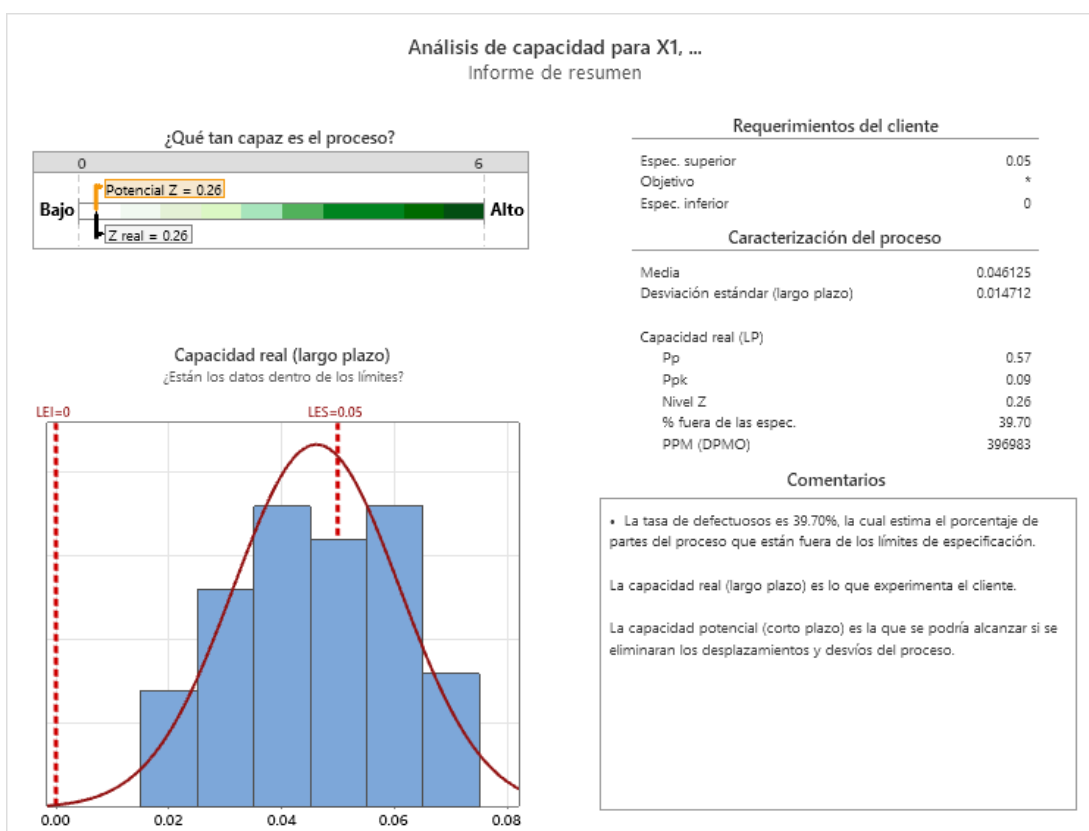 Análisis de capacidad para X1, ...
Informe de resumen
¿Qué tan capaz es el proceso?
0 6
Potencial Z = 0.26
Bajo Alto
Z real = 0.26
Capacidad real (largo plazo)
¿Están los datos dentro de los límites?
LEI=0 LES=0.05
0.00 0.02 0.04 0.06 0.08
Requerimientos del cliente
Espec. superior 0.05
Objetivo *
Espec. inferior 0
Caracterización del proceso
Media 0.046125
Desviación estándar (largo plazo) 0.014712
Capacidad real (LP)
Pp 0.57
Ppk 0.09
Nivel Z 0.26
% fuera de las espec. 39.70
PPM (DPMO) 396983
Comentarios
• La tasa de defectuosos es 39.70%, la cual estima el porcentaje de
partes del proceso que están fuera de los límites de especificación.
La capacidad real (largo plazo) es lo que experimenta el cliente.
La capacidad potencial (corto plazo) es la que se podría alcanzar si se
eliminaran los desplazamientos y desvíos del proceso.